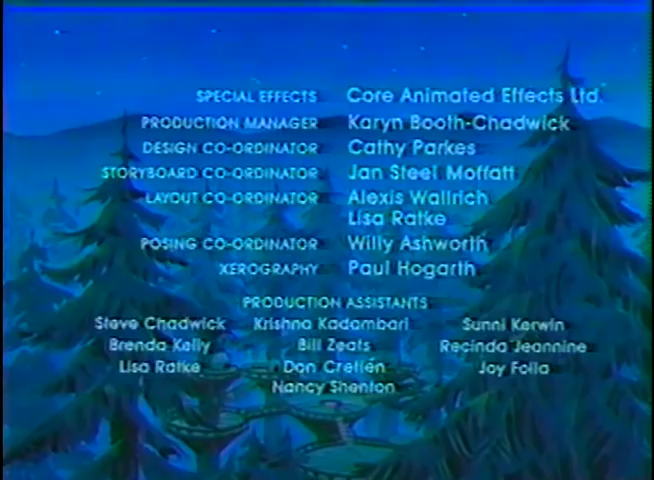 SPECIAL EFFECTS Core Animated Effects Ltd.
PRODUCTION MANAGER Karyn Booth-Chadwick
DESIGN CO-ORDINATOR Cathy Parkes
STORYBOARD CO-ORDINATOR Jan Steel Moffatt
LAYOUT CO-ORDINATOR Alexis Wallrich
Lisa Ratke
POSING CO-ORDINATOR Willy Ashworth
XEROGRAPHY Paul Hogarth
PRODUCTION ASSISTANTS
Steve Chadwick Krishna Kadambari Sunni Kerwin
Brenda Kelly Bill Zeats Recinda Jeannine
Lisa Ratke Don Cretien Joy Folla
Nancy Shenton